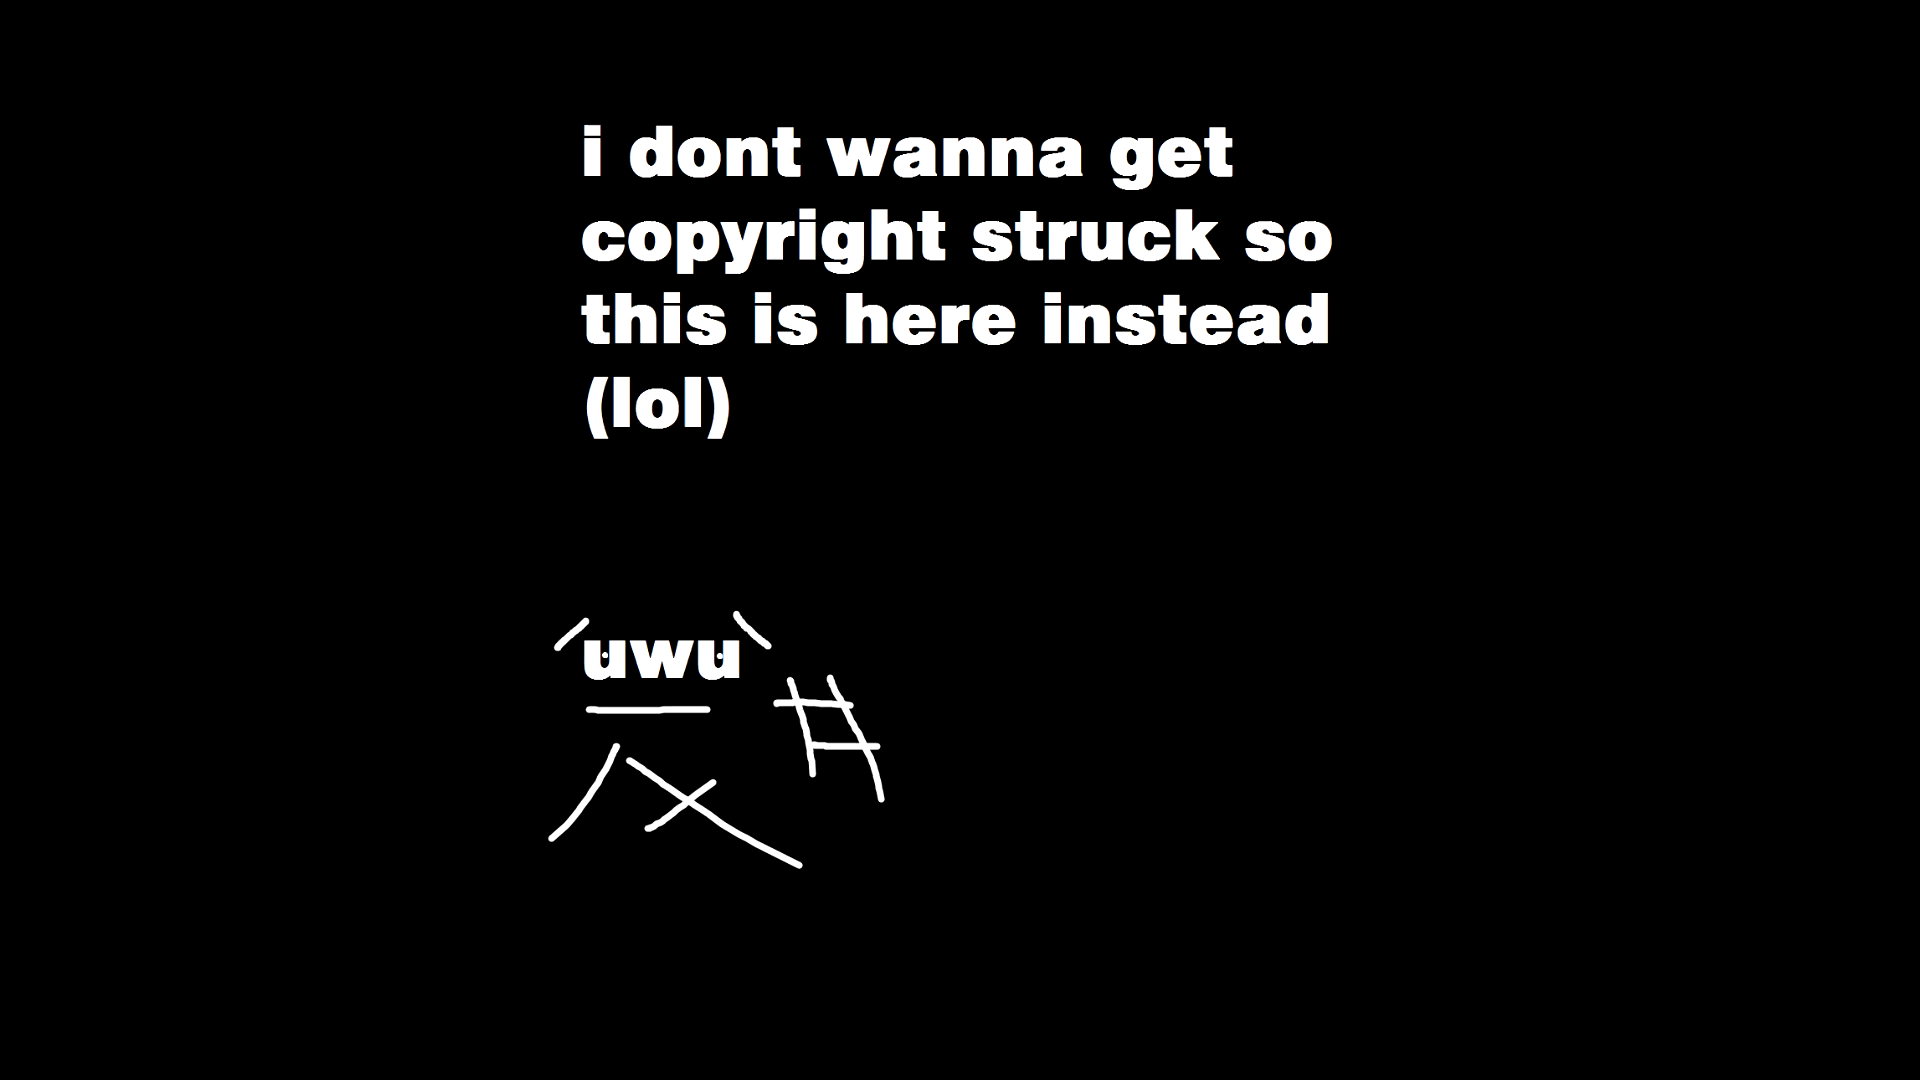 i dont wanna get
copyright struck so
this is here instead
(lol)
uwu